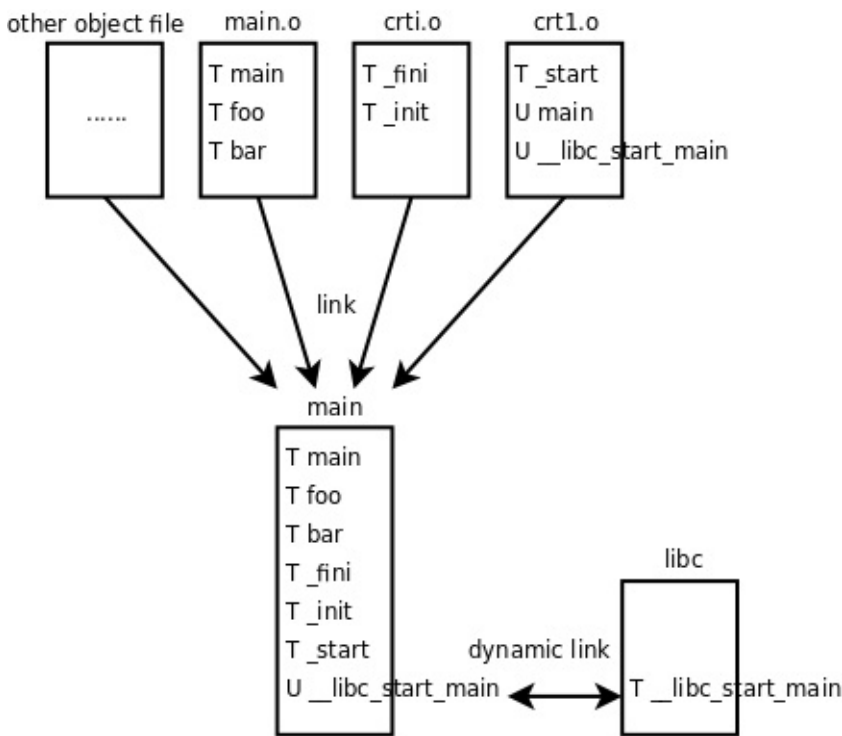 other object file
main.o
crti.o
crt1.o
.......
T main
T foo
T bar
T _fini
T _init
T _start
U main
U __libc_start_main
link
main
T main
T foo
T bar
T _fini
T _init
T _start
U __libc_start_main
dynamic link
libc
T __libc_start_main